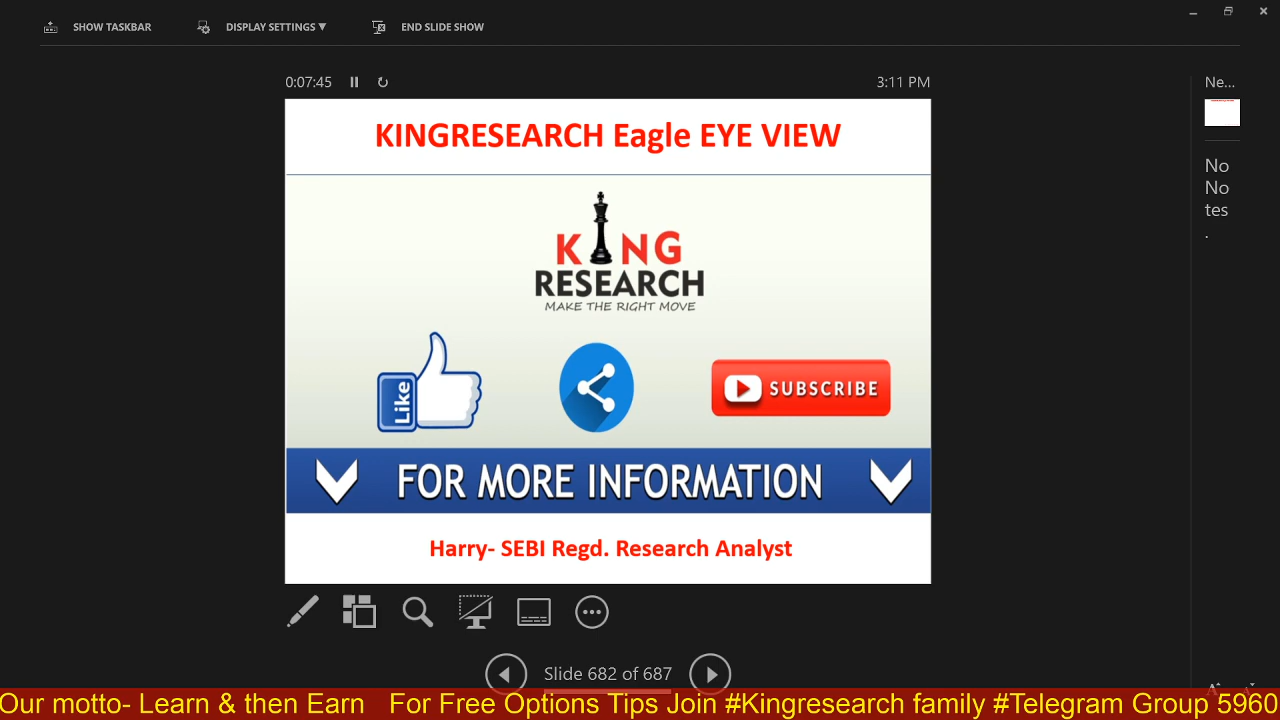 SHOW TASKBAR DISPLAY SETTINGS ▼ END SLIDE SHOW
0:07:45 3:11 PM Ne...
KINGRESEARCH Eagle EYE VIEW
KING
RESEARCH
MAKE THE RIGHT MOVE
Like
SUBSCRIBE
FOR MORE INFORMATION
Harry- SEBI Regd. Research Analyst
No
No
tes
.
Slide 682 of 687
Our motto- Learn & then Earn For Free Options Tips Join #Kingresearch family #Telegram Group 5960